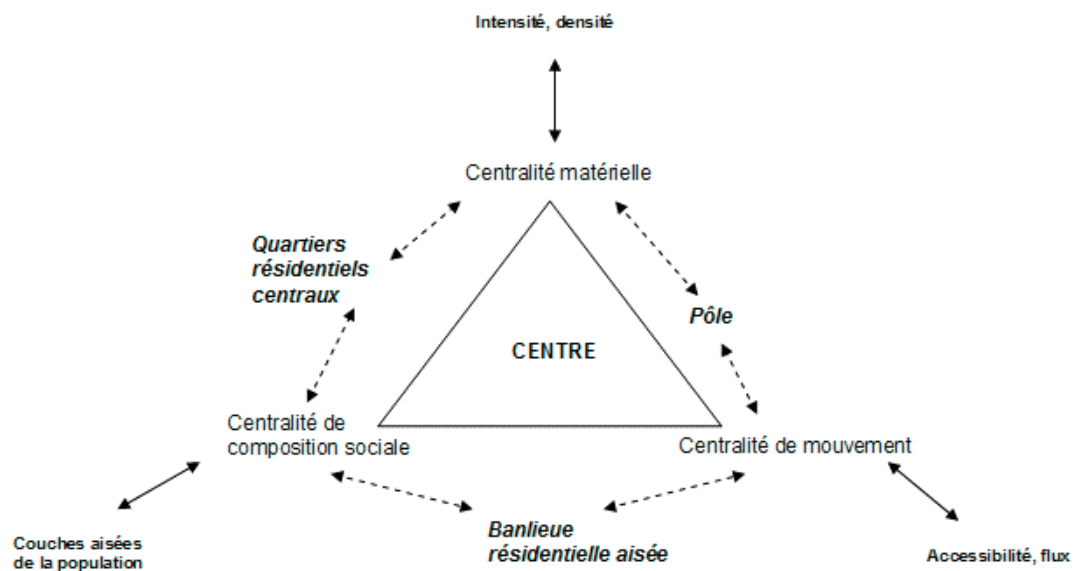 Intensité, densité
Centralité matérielle
Quartiers
résidentiels
centraux
Pôle
CENTRE
Centralité de
composition sociale
Centralité de mouvement
Banlieue
résidentielle aisée
Couches aisées
de la population
Accessibilité, flux